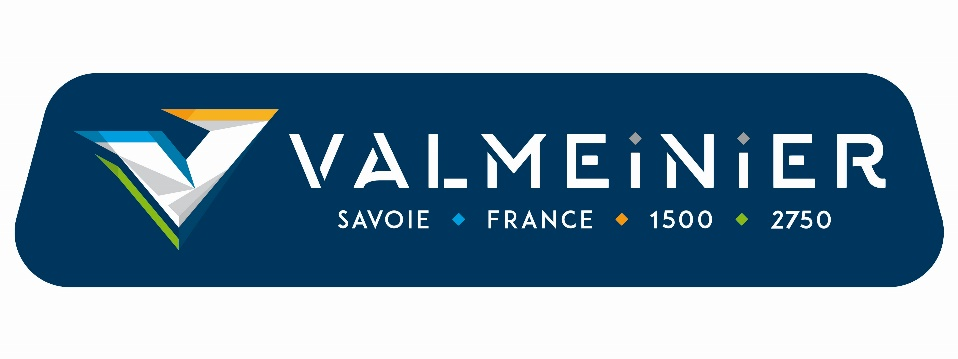 VALMEiNiER
SAVOIE ◆ FRANCE ◆ 1500 ◆ 2750